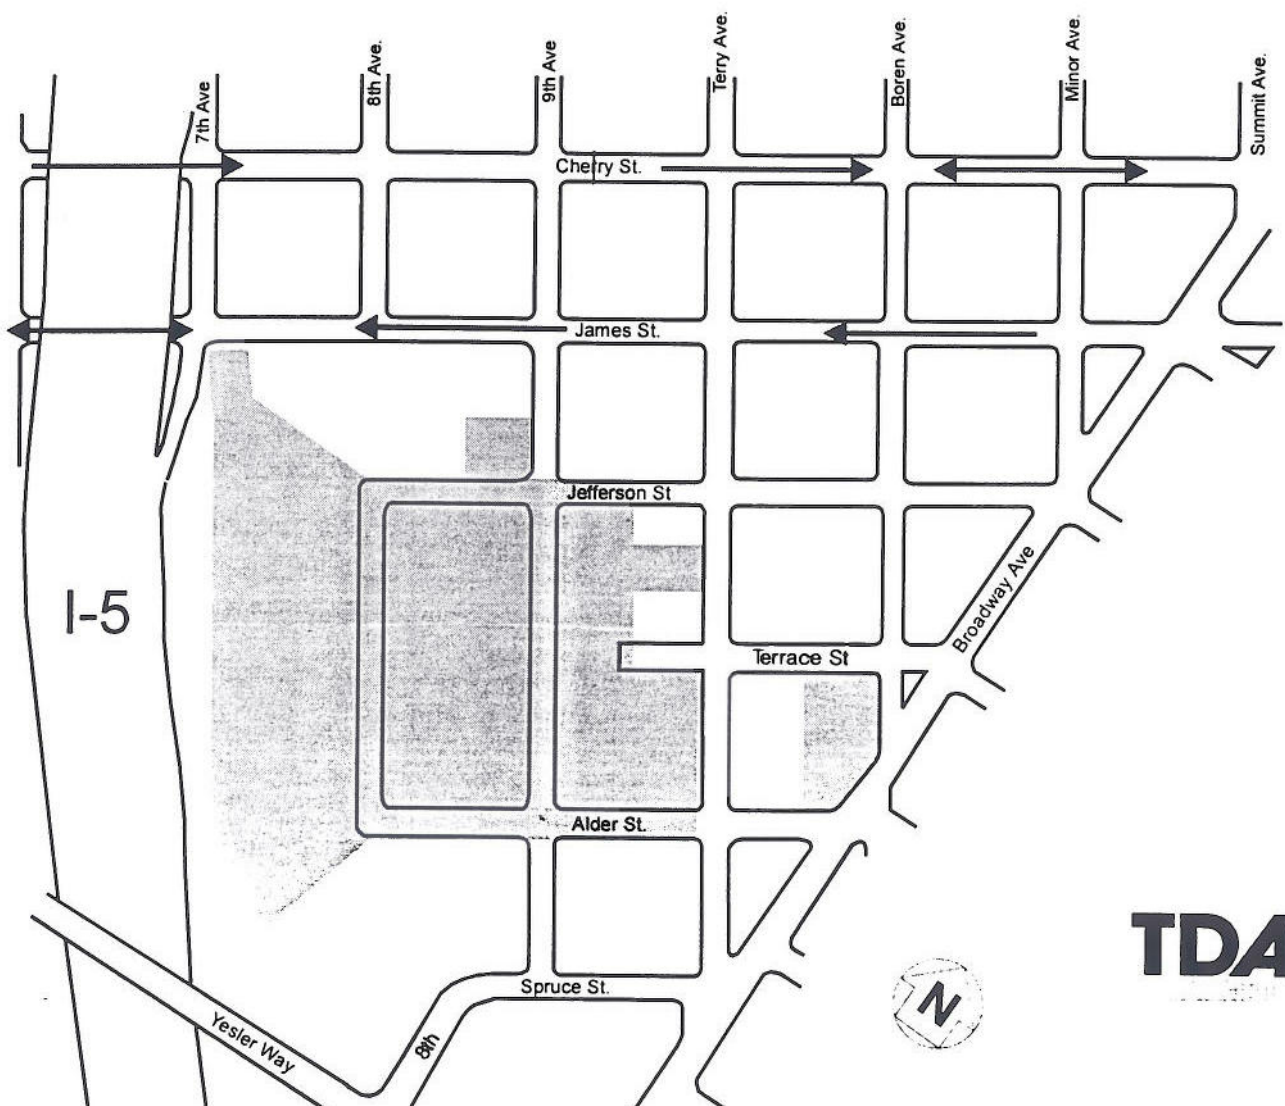 7th Ave
8th Ave.
9th Ave
Terry Ave.
Boren Ave.
Minor Ave.
Summit Ave.
Cherry St.
James St.
Jefferson St
I-5
Broadway Ave
Terrace St
Alder St.
TDA
N
Spruce St.
Yesler Way
8th